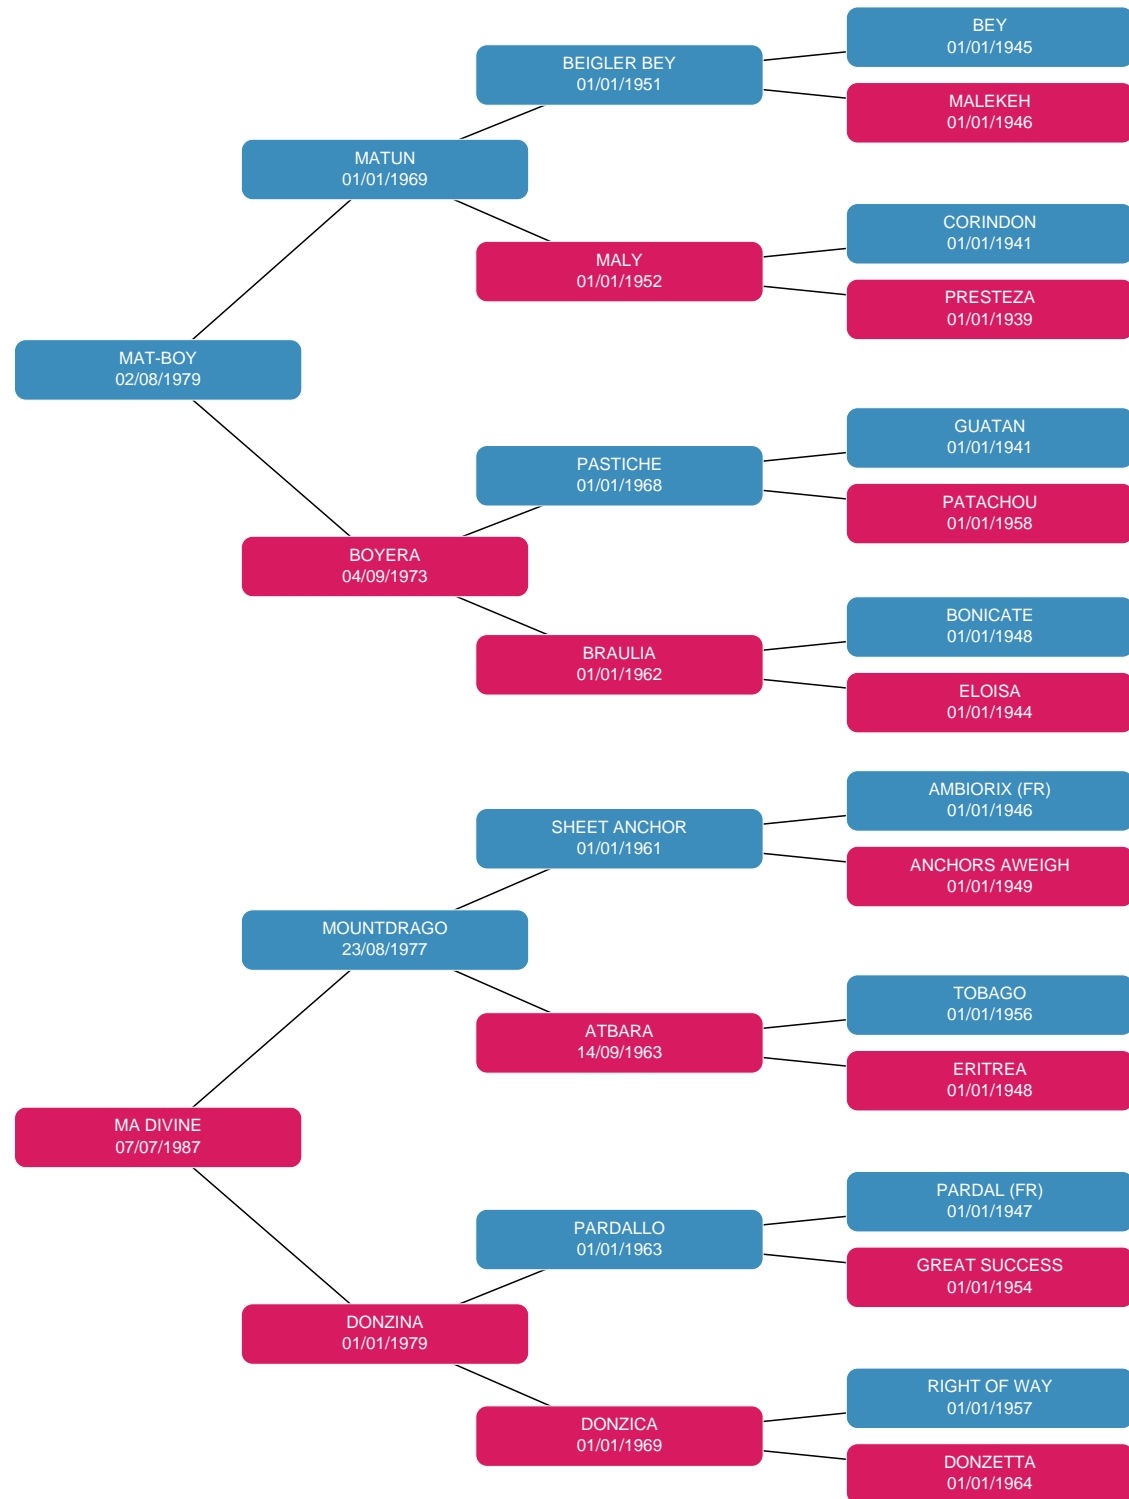 BEY
01/01/1945
BEIGLER BEY
01/01/1951
MALEKEH
01/01/1946
MATUN
01/01/1969
CORINDON
01/01/1941
MALY
01/01/1952
PRESTEZA
01/01/1939
MAT-BOY
02/08/1979
GUATAN
01/01/1941
PASTICHE
01/01/1968
PATACHOU
01/01/1958
BOYERA
04/09/1973
BONICATE
01/01/1948
BRAULIA
01/01/1962
ELOISA
01/01/1944
AMBIORIX (FR)
01/01/1946
SHEET ANCHOR
01/01/1961
ANCHORS AWEIGH
01/01/1949
MOUNTDRAGO
23/08/1977
TOBAGO
01/01/1956
ATBARA
14/09/1963
ERITREA
01/01/1948
MA DIVINE
07/07/1987
PARDAL (FR)
01/01/1947
PARDALLO
01/01/1963
GREAT SUCCESS
01/01/1954
DONZINA
01/01/1979
RIGHT OF WAY
01/01/1957
DONZICA
01/01/1969
DONZETTA
01/01/1964